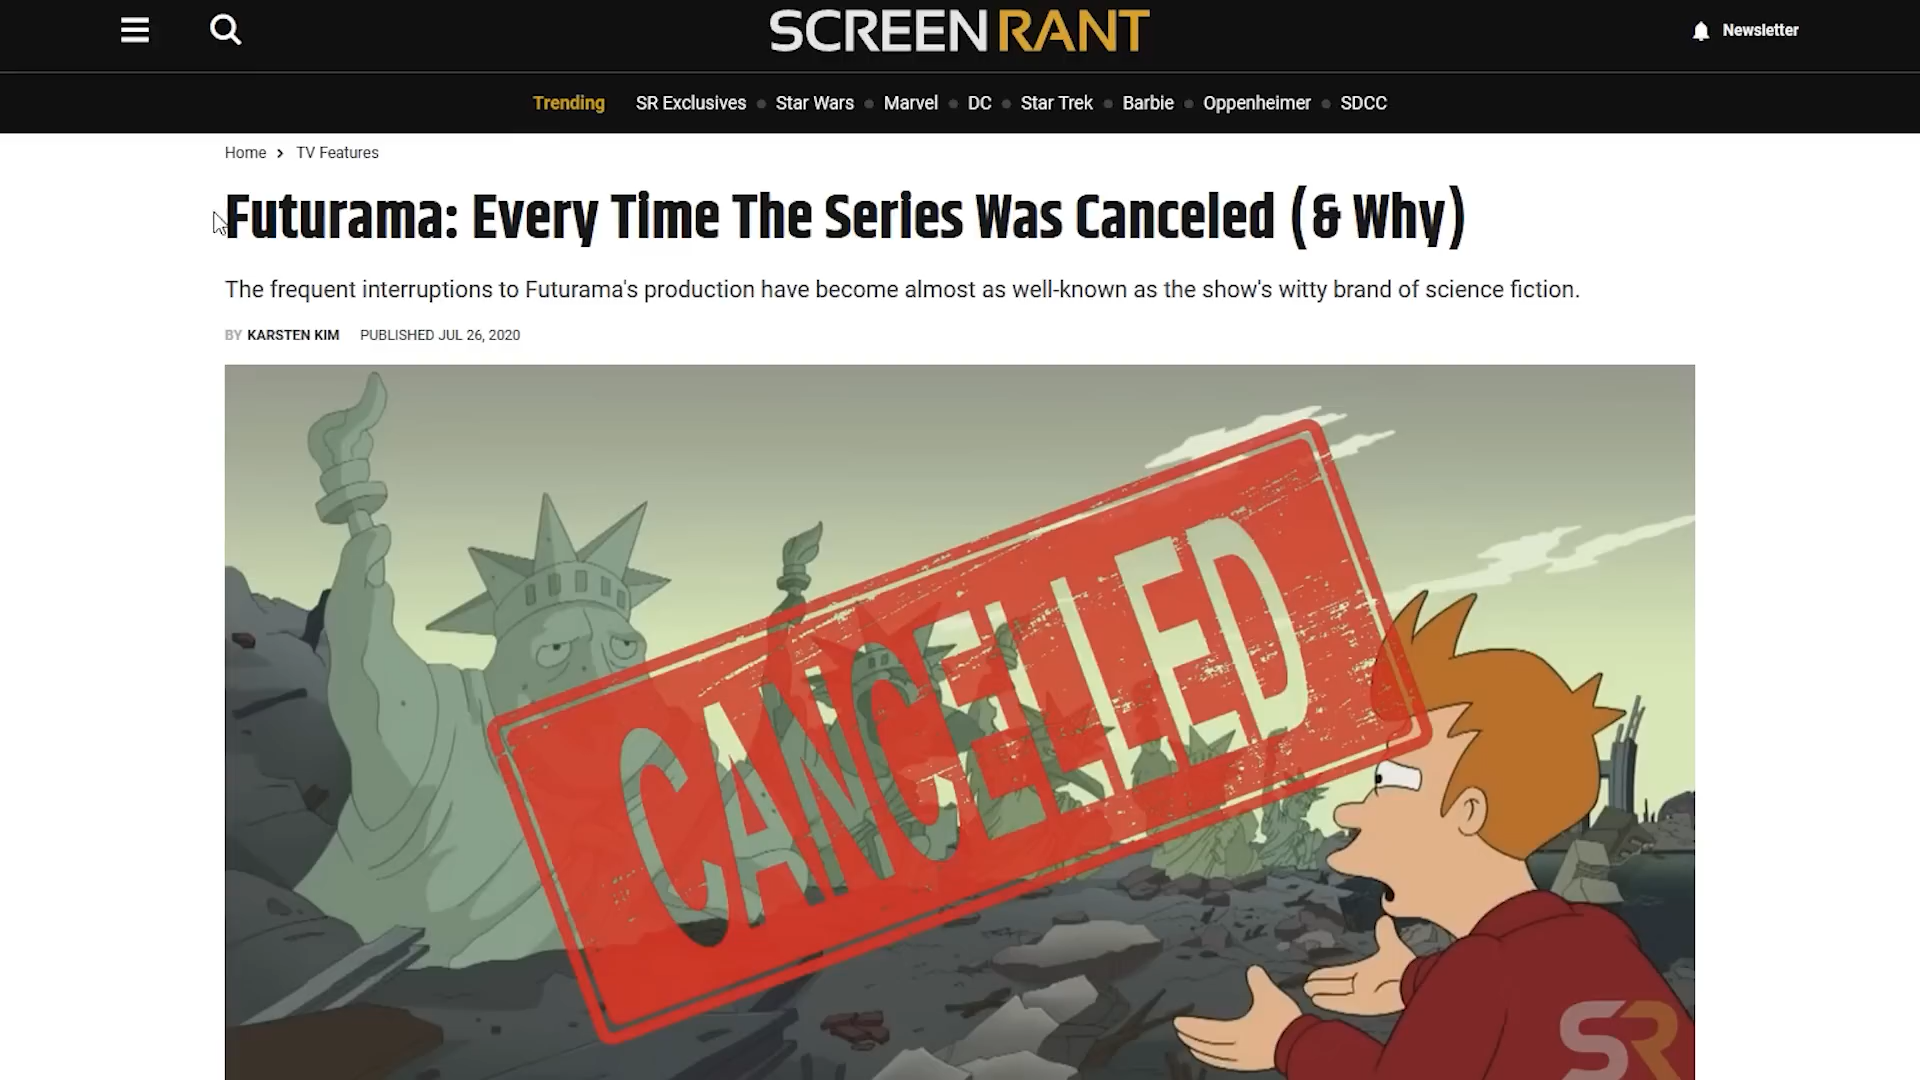 SCREENRANT
Newsletter
Trending SR Exclusives Star Wars Marvel DC Star Trek Barbie Oppenheimer SDCC
Home > TV Features
Futurama: Every Time The Series Was Canceled (& Why)
The frequent interruptions to Futurama's production have become almost as well-known as the show's witty brand of science fiction.
BY KARSTEN KIM PUBLISHED JUL 26, 2020
CANCELLED
SR